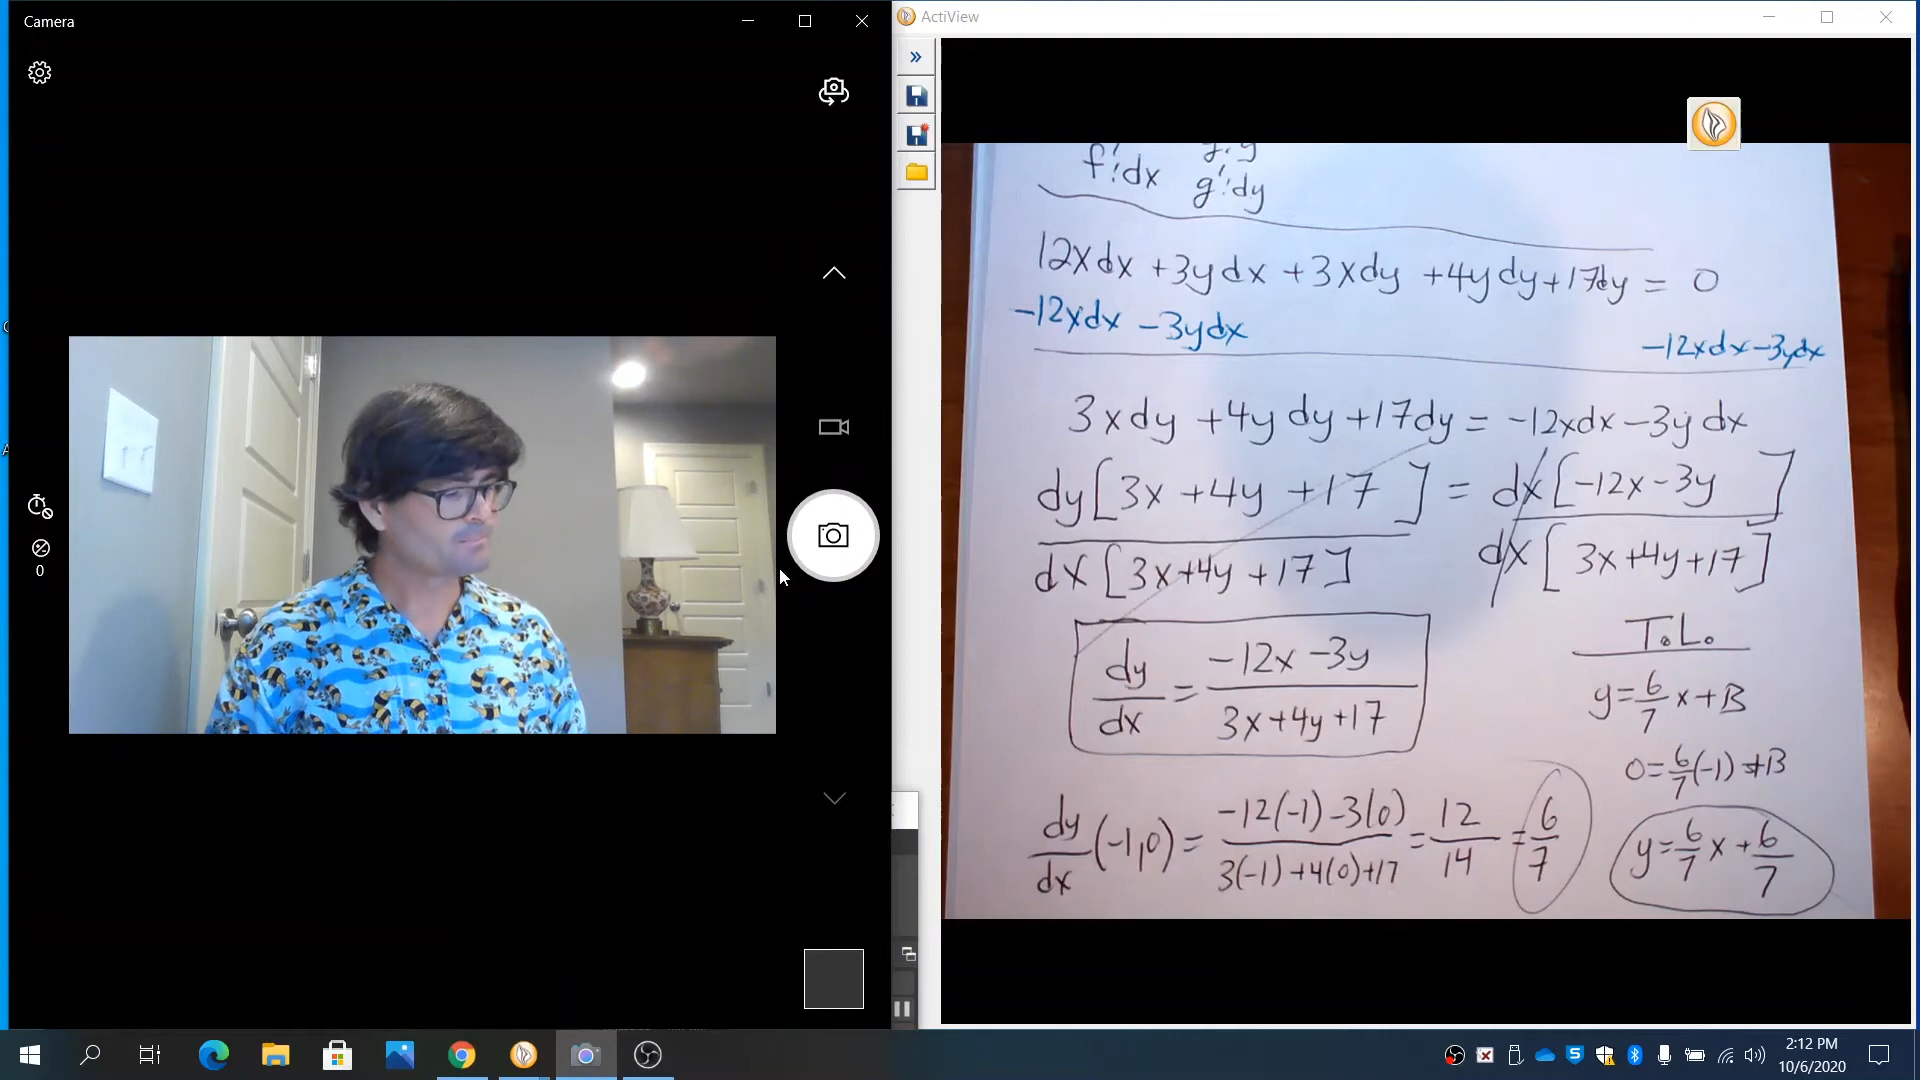 Camera
ActiView
0
f'!dx g'!dy
12xdx +3ydx +3xdy +4ydy+17dy = 0
-12xdx -3ydx -12xdx-3ydx
3xdy +4ydy+17dy = -12xdx-3ydx
dy[3x+4y+17] = dx[-12x-3y]
dx[3x+4y+17] dx[3x+4y+17]
T.L.
dy/dx = -12x-3y / 3x+4y+17
y=6/7 x+B
0=6/7(-1)+B
dy/dx (-1,0) = -12(-1)-3(0) / 3(-1)+4(0)+17 = 12/14 = 6/7
y=6/7 x+6/7
2:12 PM
10/6/2020